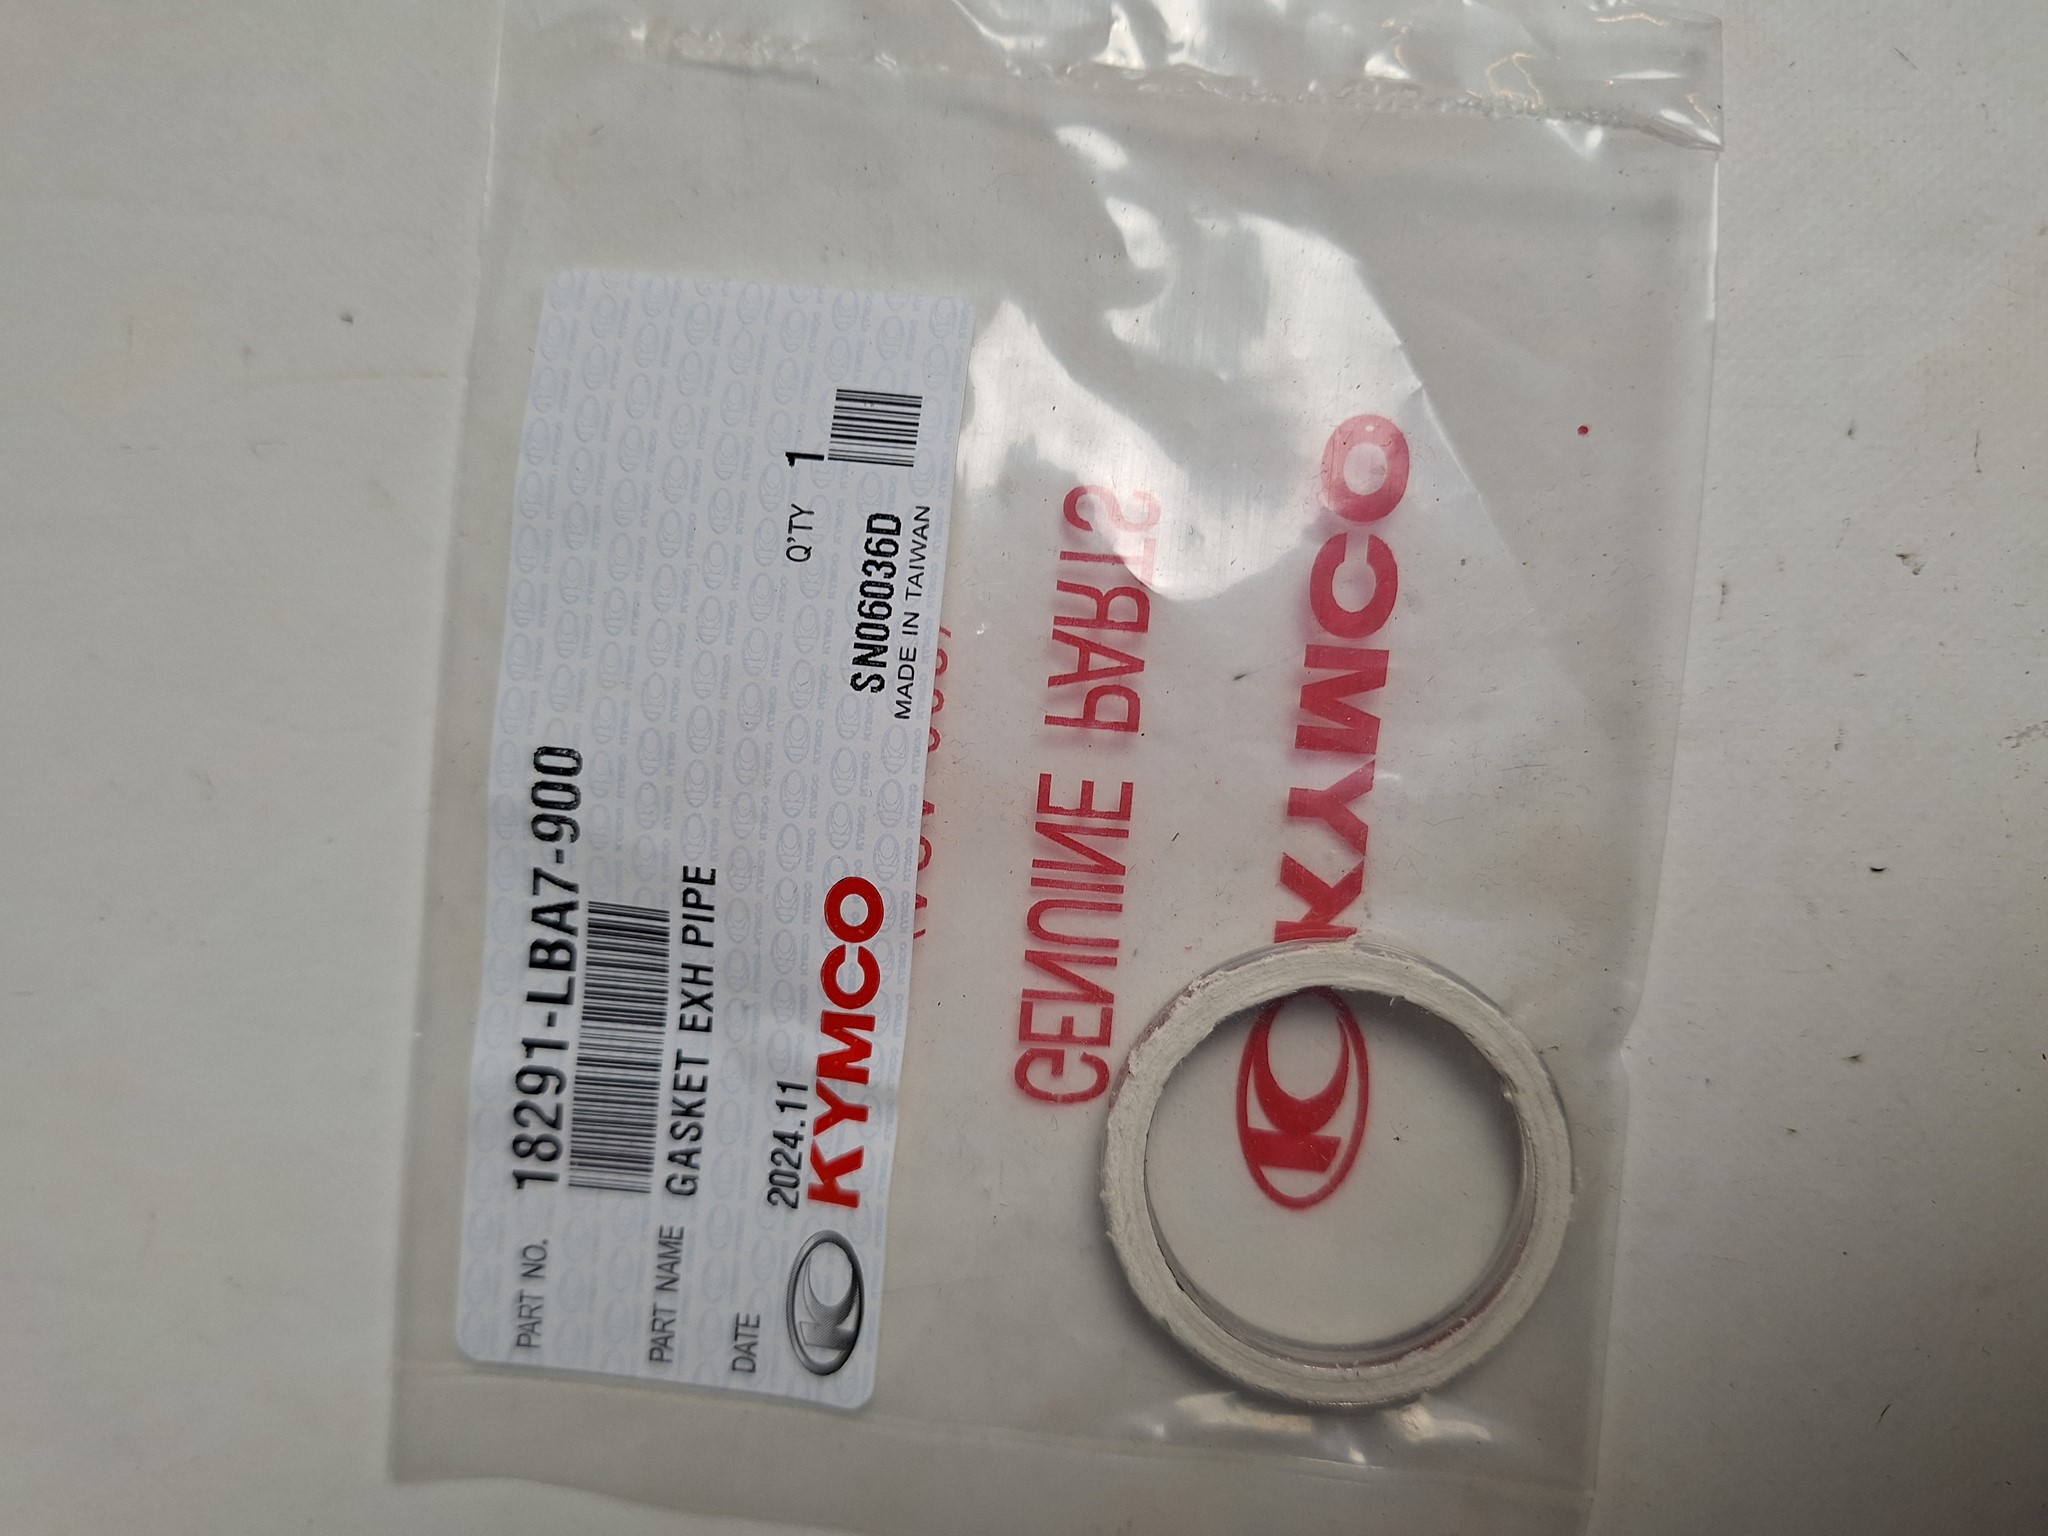 PART NO. 18291-LBA7-900
PART NAME GASKET EXH PIPE
DATE 2024.11 Q'TY 1
KYMCO SN06036D
MADE IN TAIWAN
GENUINE PARTS
KYMCO